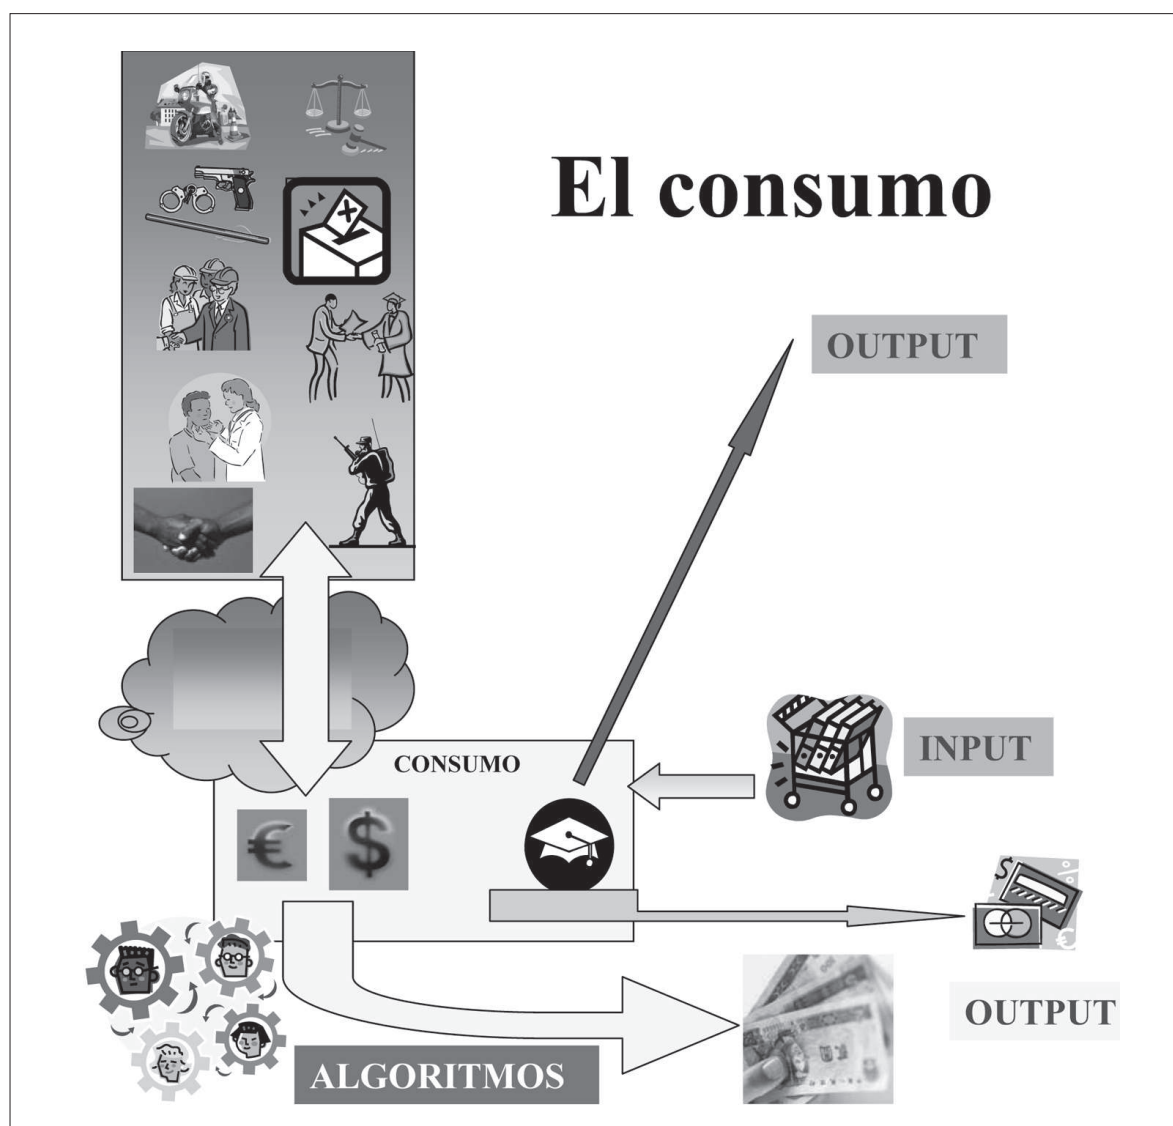 El consumo
OUTPUT
INPUT
CONSUMO
€ $
$ %
€
OUTPUT
ALGORITMOS